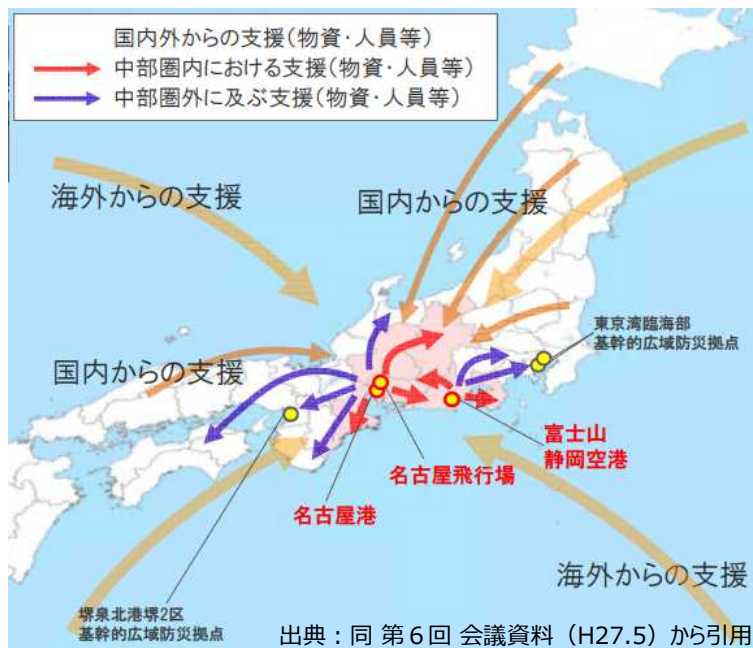 国内外からの支援(物資・人員等)
中部圏内における支援(物資・人員等)
中部圏外に及ぶ支援(物資・人員等)
海外からの支援
国内からの支援
東京湾臨海部
基幹的広域防災拠点
国内からの支援
富士山
静岡空港
名古屋飛行場
名古屋港
海外からの支援
堺泉北港堺2区
基幹的広域防災拠点
出典：同 第6回 会議資料（H27.5）から引用